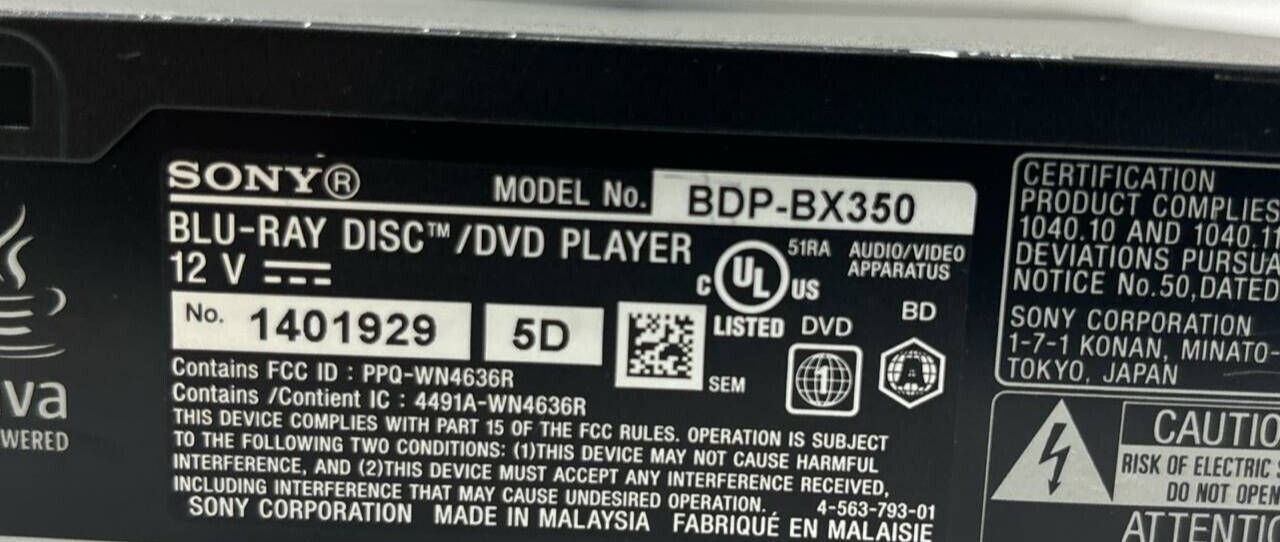 SONY®
MODEL No. BDP-BX350
BLU-RAY DISC™/DVD PLAYER
12 V
No. 1401929 5D
C UL US
LISTED
51RA AUDIO/VIDEO
APPARATUS
DVD
1
BD
A
SEM
Contains FCC ID : PPQ-WN4636R
Contains /Contient IC : 4491A-WN4636R
THIS DEVICE COMPLIES WITH PART 15 OF THE FCC RULES. OPERATION IS SUBJECT
TO THE FOLLOWING TWO CONDITIONS: (1)THIS DEVICE MAY NOT CAUSE HARMFUL
INTERFERENCE, AND (2)THIS DEVICE MUST ACCEPT ANY INTERFERENCE RECEIVED,
INCLUDING INTERFERENCE THAT MAY CAUSE UNDESIRED OPERATION. 4-563-793-01
SONY CORPORATION MADE IN MALAYSIA FABRIQUÉ EN MALAISIE
CERTIFICATION
PRODUCT COMPLIES
1040.10 AND 1040.11
DEVIATIONS PURSUA
NOTICE No.50,DATED
SONY CORPORATION
1-7-1 KONAN, MINATO-
TOKYO, JAPAN
CAUTIO
RISK OF ELECTRIC
DO NOT OPEN
ATTENTIO
va
WERED